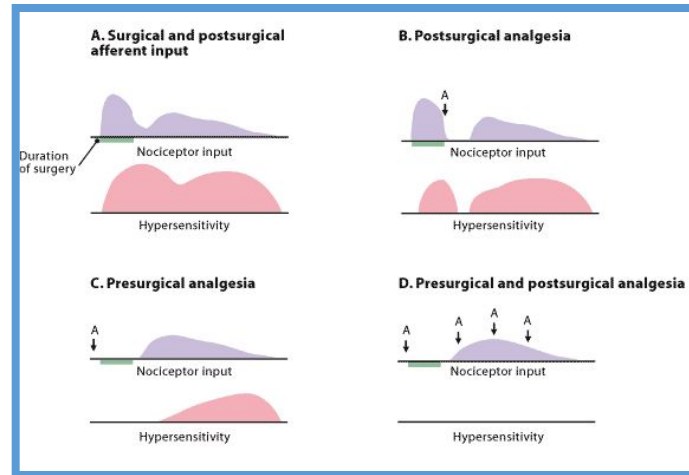 A. Surgical and postsurgical
afferent input
Duration
of surgery
Nociceptor input
Hypersensitivity
B. Postsurgical analgesia
A
Nociceptor input
Hypersensitivity
C. Presurgical analgesia
A
Nociceptor input
Hypersensitivity
D. Presurgical and postsurgical analgesia
A
A
A
A
Nociceptor input
Hypersensitivity